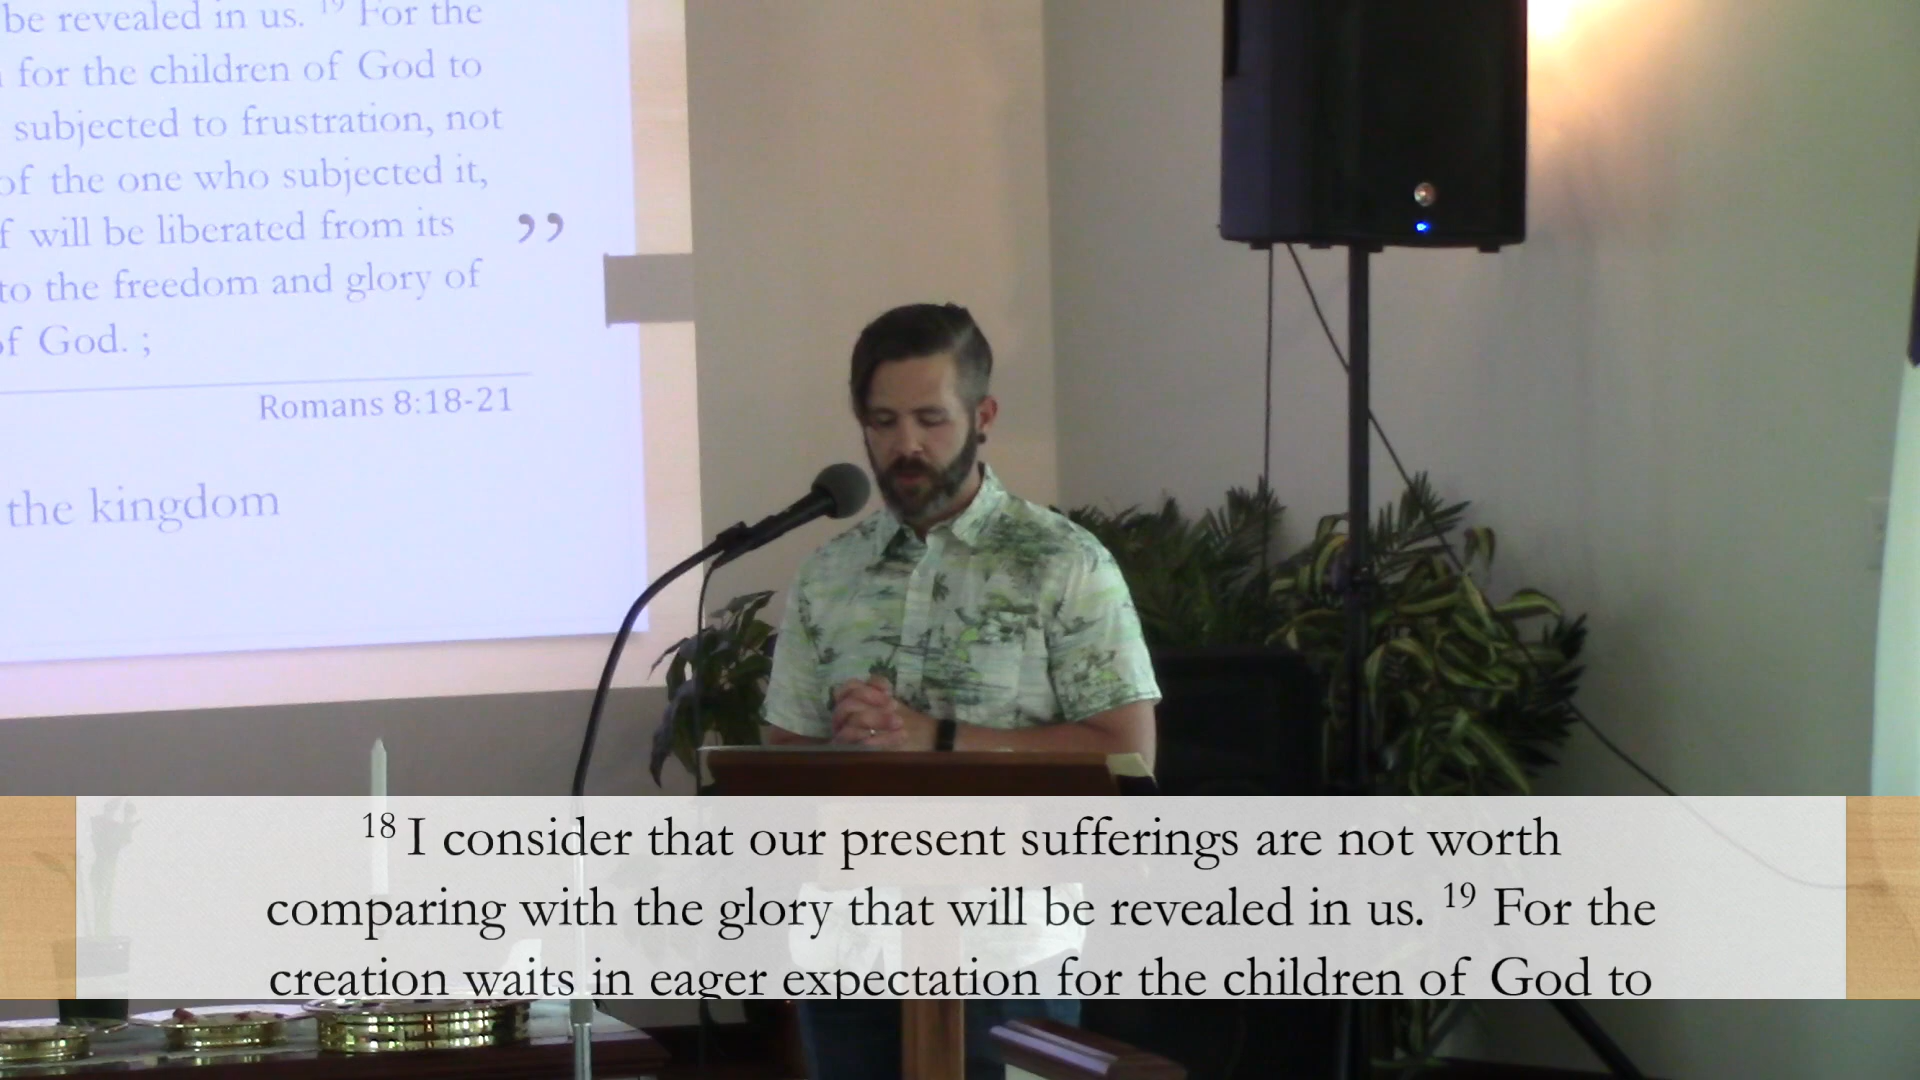 be revealed in us. 19 For the
for the children of God to
subjected to frustration, not
of the one who subjected it,
will be liberated from its
”
to the freedom and glory of
of God. ;
Romans 8:18-21
the kingdom
18 I consider that our present sufferings are not worth
comparing with the glory that will be revealed in us. 19 For the
creation waits in eager expectation for the children of God to